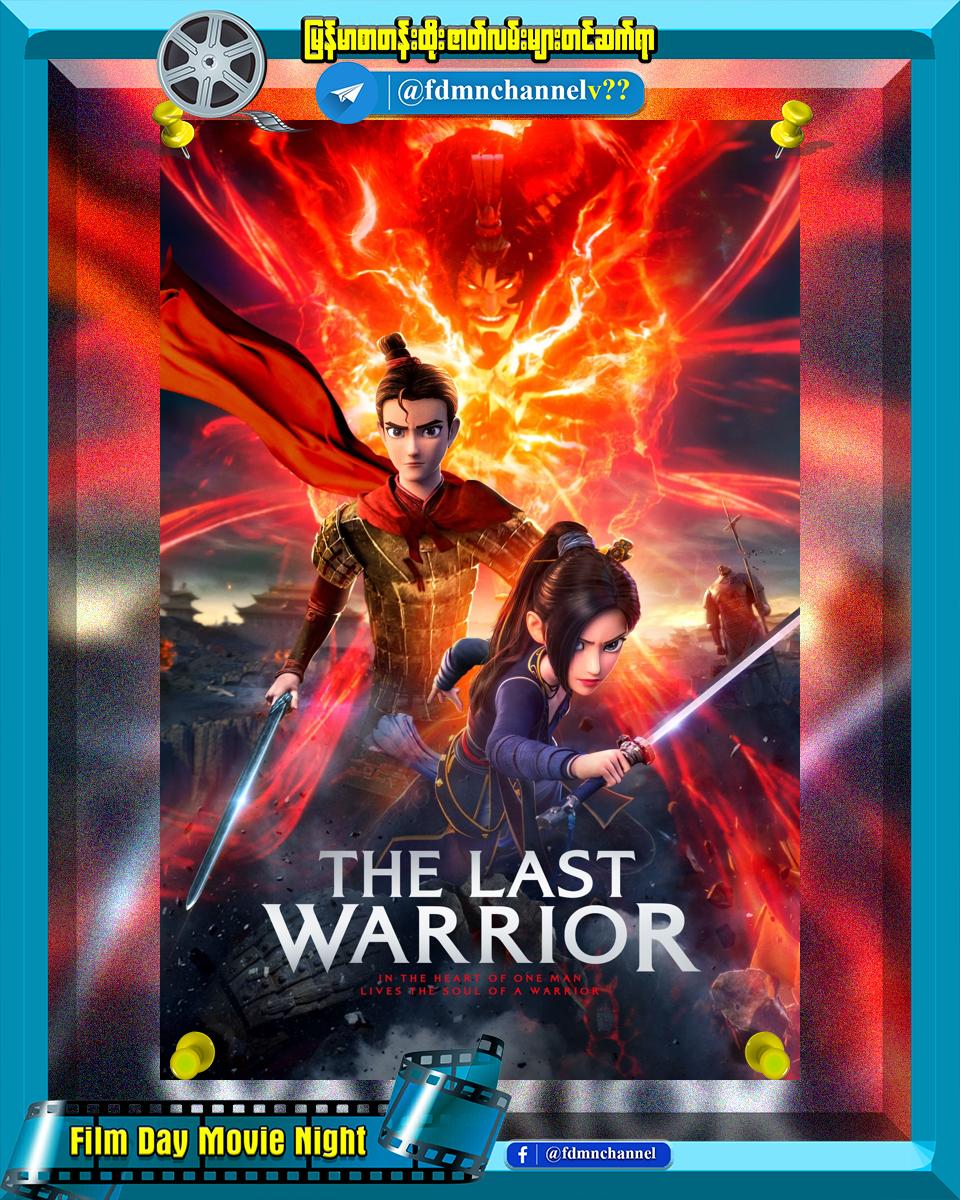 မြန်မာစာတန်းထိုးဇာတ်လမ်းများတင်ဆက်ရာ
@fdmnchannelv??
THE LAST
WARRIOR
IN THE HEART OF ONE MAN
LIVES THE SOUL OF A WARRIOR
Film Day Movie Night
@fdmnchannel